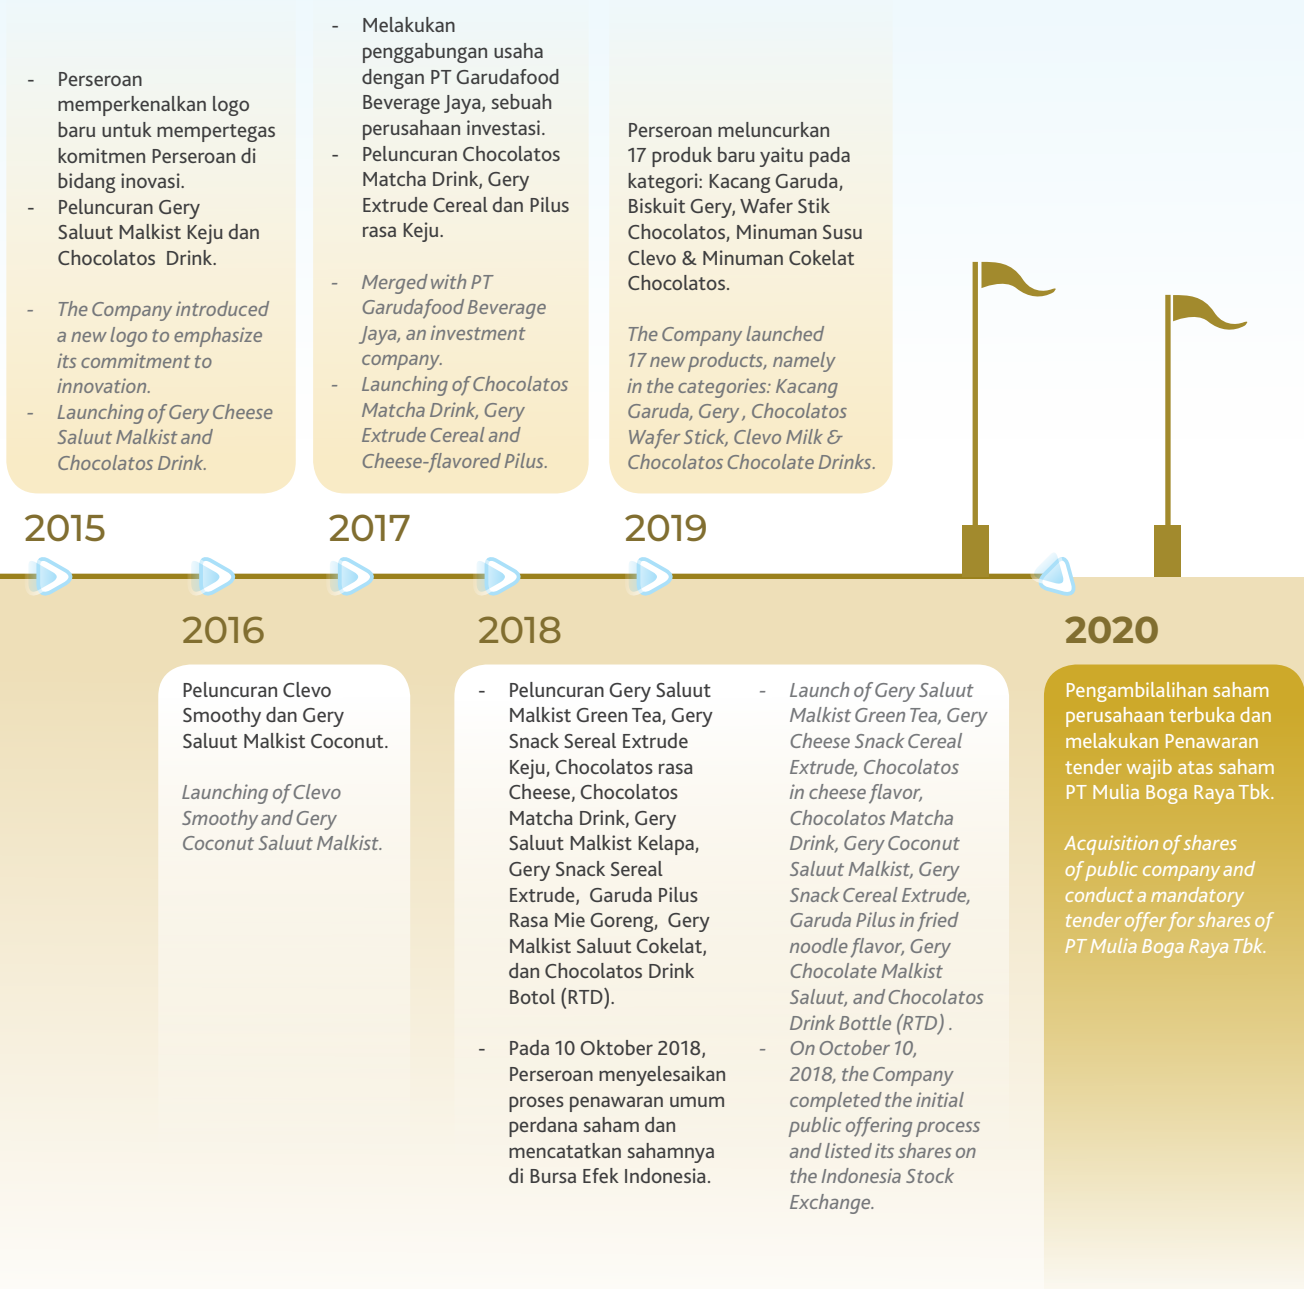 - Perseroan
memperkenalkan logo
baru untuk mempertegas
komitmen Perseroan di
bidang inovasi.
- Peluncuran Gery
Saluut Malkist Keju dan
Chocolatos Drink.
- The Company introduced
a new logo to emphasize
its commitment to
innovation.
- Launching of Gery Cheese
Saluut Malkist and
Chocolatos Drink.
2015
Peluncuran Clevo
Smoothy dan Gery
Saluut Malkist Coconut.
Launching of Clevo
Smoothy and Gery
Coconut Saluut Malkist.
2016
- Melakukan
penggabungan usaha
dengan PT Garudafood
Beverage Jaya, sebuah
perusahaan investasi.
- Peluncuran Chocolatos
Matcha Drink, Gery
Extrude Cereal dan Pilus
rasa Keju.
- Merged with PT
Garudafood Beverage
Jaya, an investment
company.
- Launching of Chocolatos
Matcha Drink, Gery
Extrude Cereal and
Cheese-flavored Pilus.
2017
2018
- Peluncuran Gery Saluut
Malkist Green Tea, Gery
Snack Sereal Extrude
Keju, Chocolatos rasa
Cheese, Chocolatos
Matcha Drink, Gery
Saluut Malkist Kelapa,
Gery Snack Sereal
Extrude, Garuda Pilus
Rasa Mie Goreng, Gery
Malkist Saluut Cokelat,
dan Chocolatos Drink
Botol (RTD).
- Pada 10 Oktober 2018,
Perseroan menyelesaikan
proses penawaran umum
perdana saham dan
mencatatkan sahamnya
di Bursa Efek Indonesia.
- Launch of Gery Saluut
Malkist Green Tea, Gery
Cheese Snack Cereal
Extrude, Chocolatos
in cheese flavor,
Chocolatos Matcha
Drink, Gery Coconut
Saluut Malkist, Gery
Snack Cereal Extrude,
Garuda Pilus in fried
noodle flavor, Gery
Chocolate Malkist
Saluut, and Chocolatos
Drink Bottle (RTD) .
- On October 10,
2018, the Company
completed the initial
public offering process
and listed its shares on
the Indonesia Stock
Exchange.
Perseroan meluncurkan
17 produk baru yaitu pada
kategori: Kacang Garuda,
Biskuit Gery, Wafer Stik
Chocolatos, Minuman Susu
Clevo & Minuman Cokelat
Chocolatos.
The Company launched
17 new products, namely
in the categories: Kacang
Garuda, Gery , Chocolatos
Wafer Stick, Clevo Milk &
Chocolatos Chocolate Drinks.
2019
2020
Pengambilalihan saham
perusahaan terbuka dan
melakukan Penawaran
tender wajib atas saham
PT Mulia Boga Raya Tbk.
Acquisition of shares
of public company and
conduct a mandatory
tender offer for shares of
PT Mulia Boga Raya Tbk.